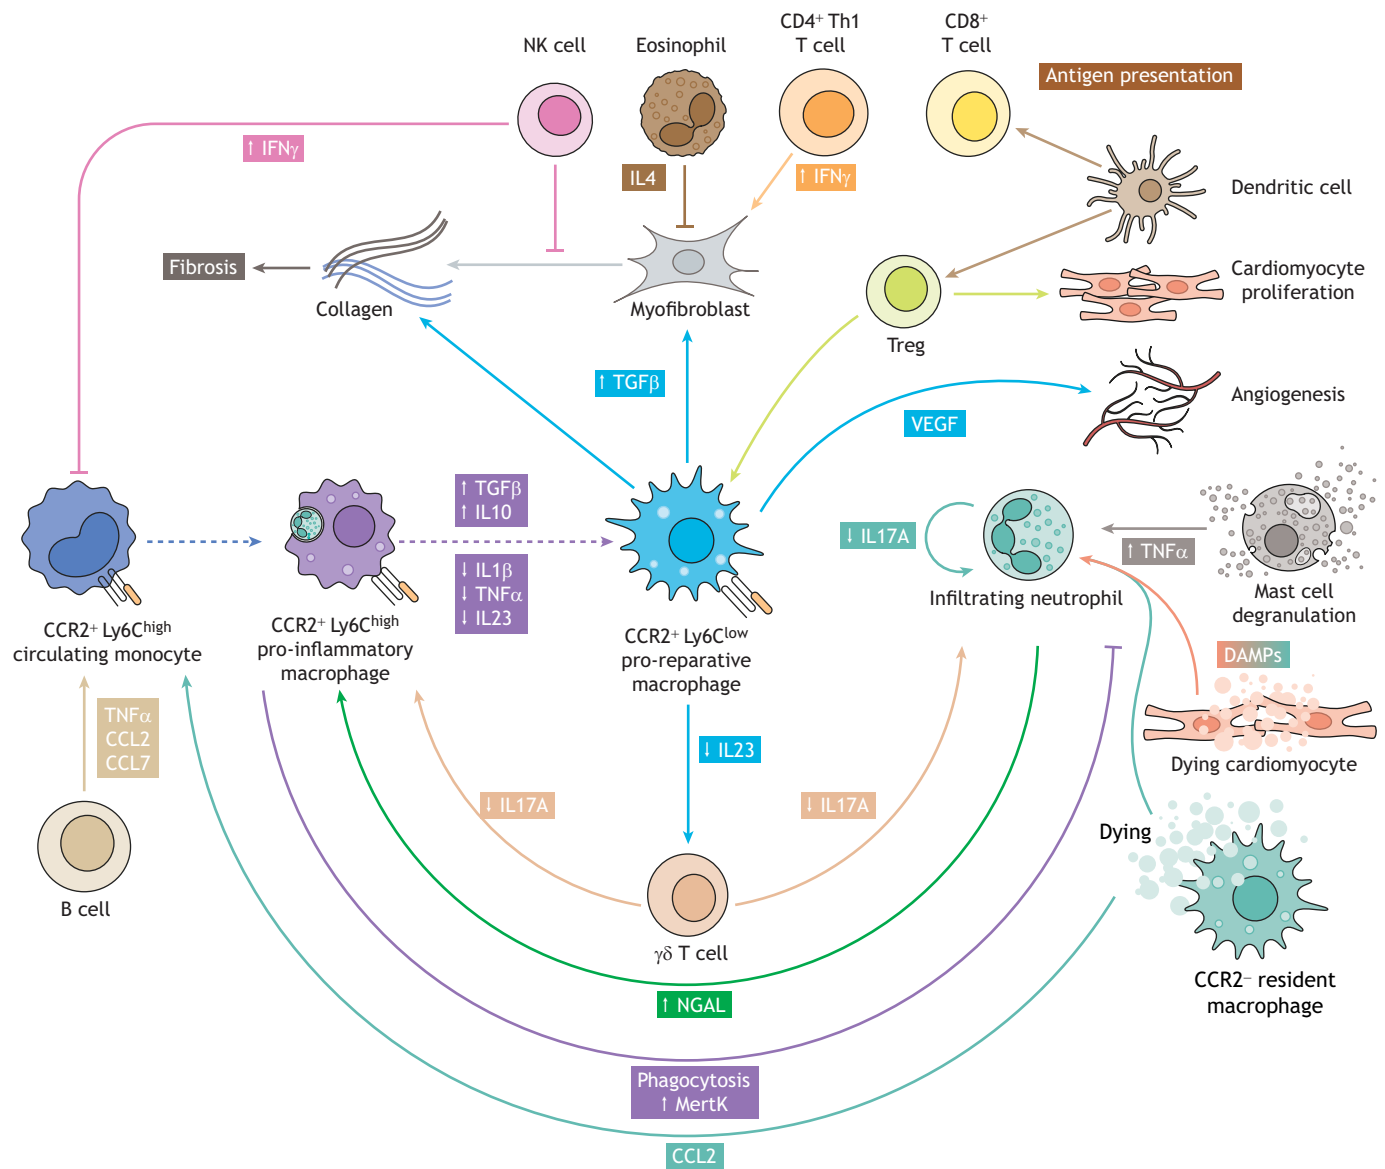 CD4⁺ Th1
T cell
CD8⁺
T cell
NK cell
Eosinophil
Antigen presentation
↑ IFNγ
IL4
↑ IFNγ
Dendritic cell
Fibrosis
Collagen
Myofibroblast
Treg
Cardiomyocyte
proliferation
↑ TGFβ
VEGF
Angiogenesis
↑ TGFβ
↑ IL10
↓ IL1β
↓ TNFα
↓ IL23
↓ IL17A
↑ TNFα
Infiltrating neutrophil
Mast cell
degranulation
CCR2⁺ Ly6Cʰⁱᵍʰ
circulating monocyte
CCR2⁺ Ly6Cʰⁱᵍʰ
pro-inflammatory
macrophage
CCR2⁺ Ly6Cˡᵒʷ
pro-reparative
macrophage
DAMPs
TNFα
CCL2
CCL7
↓ IL23
Dying cardiomyocyte
↓ IL17A
↓ IL17A
Dying
B cell
γδ T cell
CCR2⁻ resident
macrophage
↑ NGAL
Phagocytosis
↑ MertK
CCL2